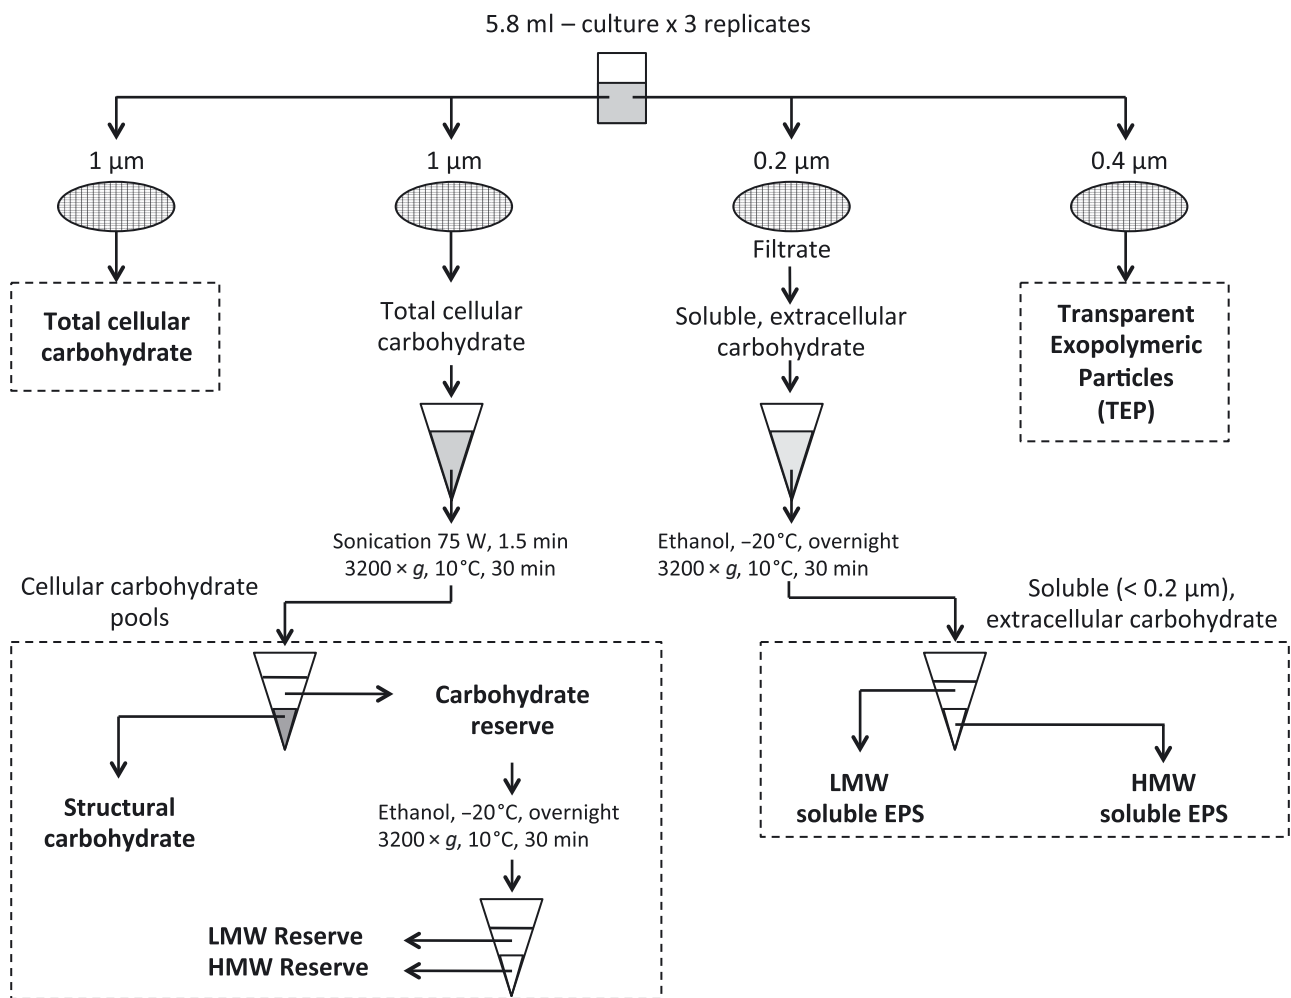 5.8 ml – culture x 3 replicates
1 µm
1 µm
0.2 µm
0.4 µm
Filtrate
Total cellular
carbohydrate
Total cellular
carbohydrate
Soluble, extracellular
carbohydrate
Transparent
Exopolymeric
Particles
(TEP)
Sonication 75 W, 1.5 min
3200 × g, 10°C, 30 min
Ethanol, −20°C, overnight
3200 × g, 10°C, 30 min
Cellular carbohydrate
pools
Soluble (< 0.2 µm),
extracellular carbohydrate
Carbohydrate
reserve
Structural
carbohydrate
Ethanol, −20°C, overnight
3200 × g, 10°C, 30 min
LMW Reserve
HMW Reserve
LMW
soluble EPS
HMW
soluble EPS